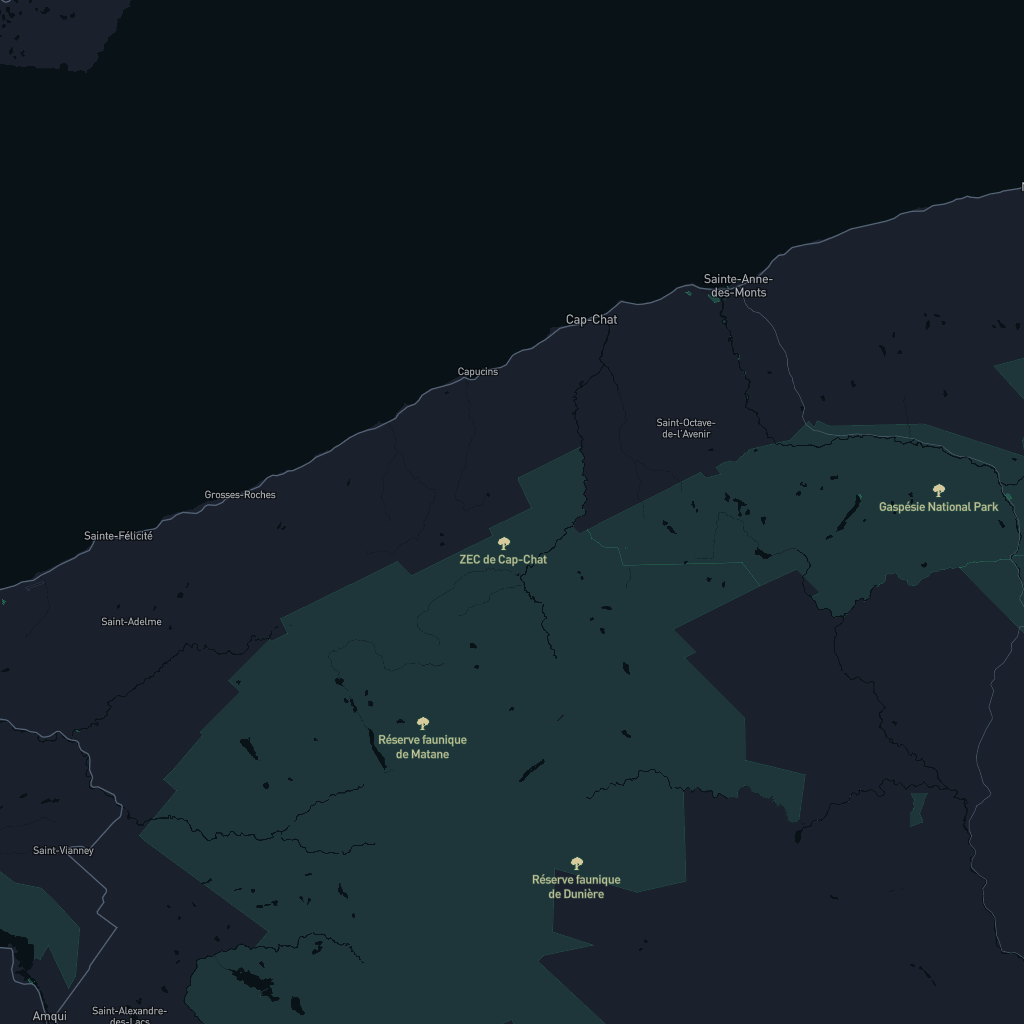 Sainte-Anne-
des-Monts
Cap-Chat
Capucins
Saint-Octave-
de-l'Avenir
Grosses-Roches
Gaspésie National Park
Sainte-Félicité
ZEC de Cap-Chat
Saint-Adelme
Réserve faunique
de Matane
Saint-Vianney
Réserve faunique
de Dunière
Amqui
Saint-Alexandre-
des-Lacs